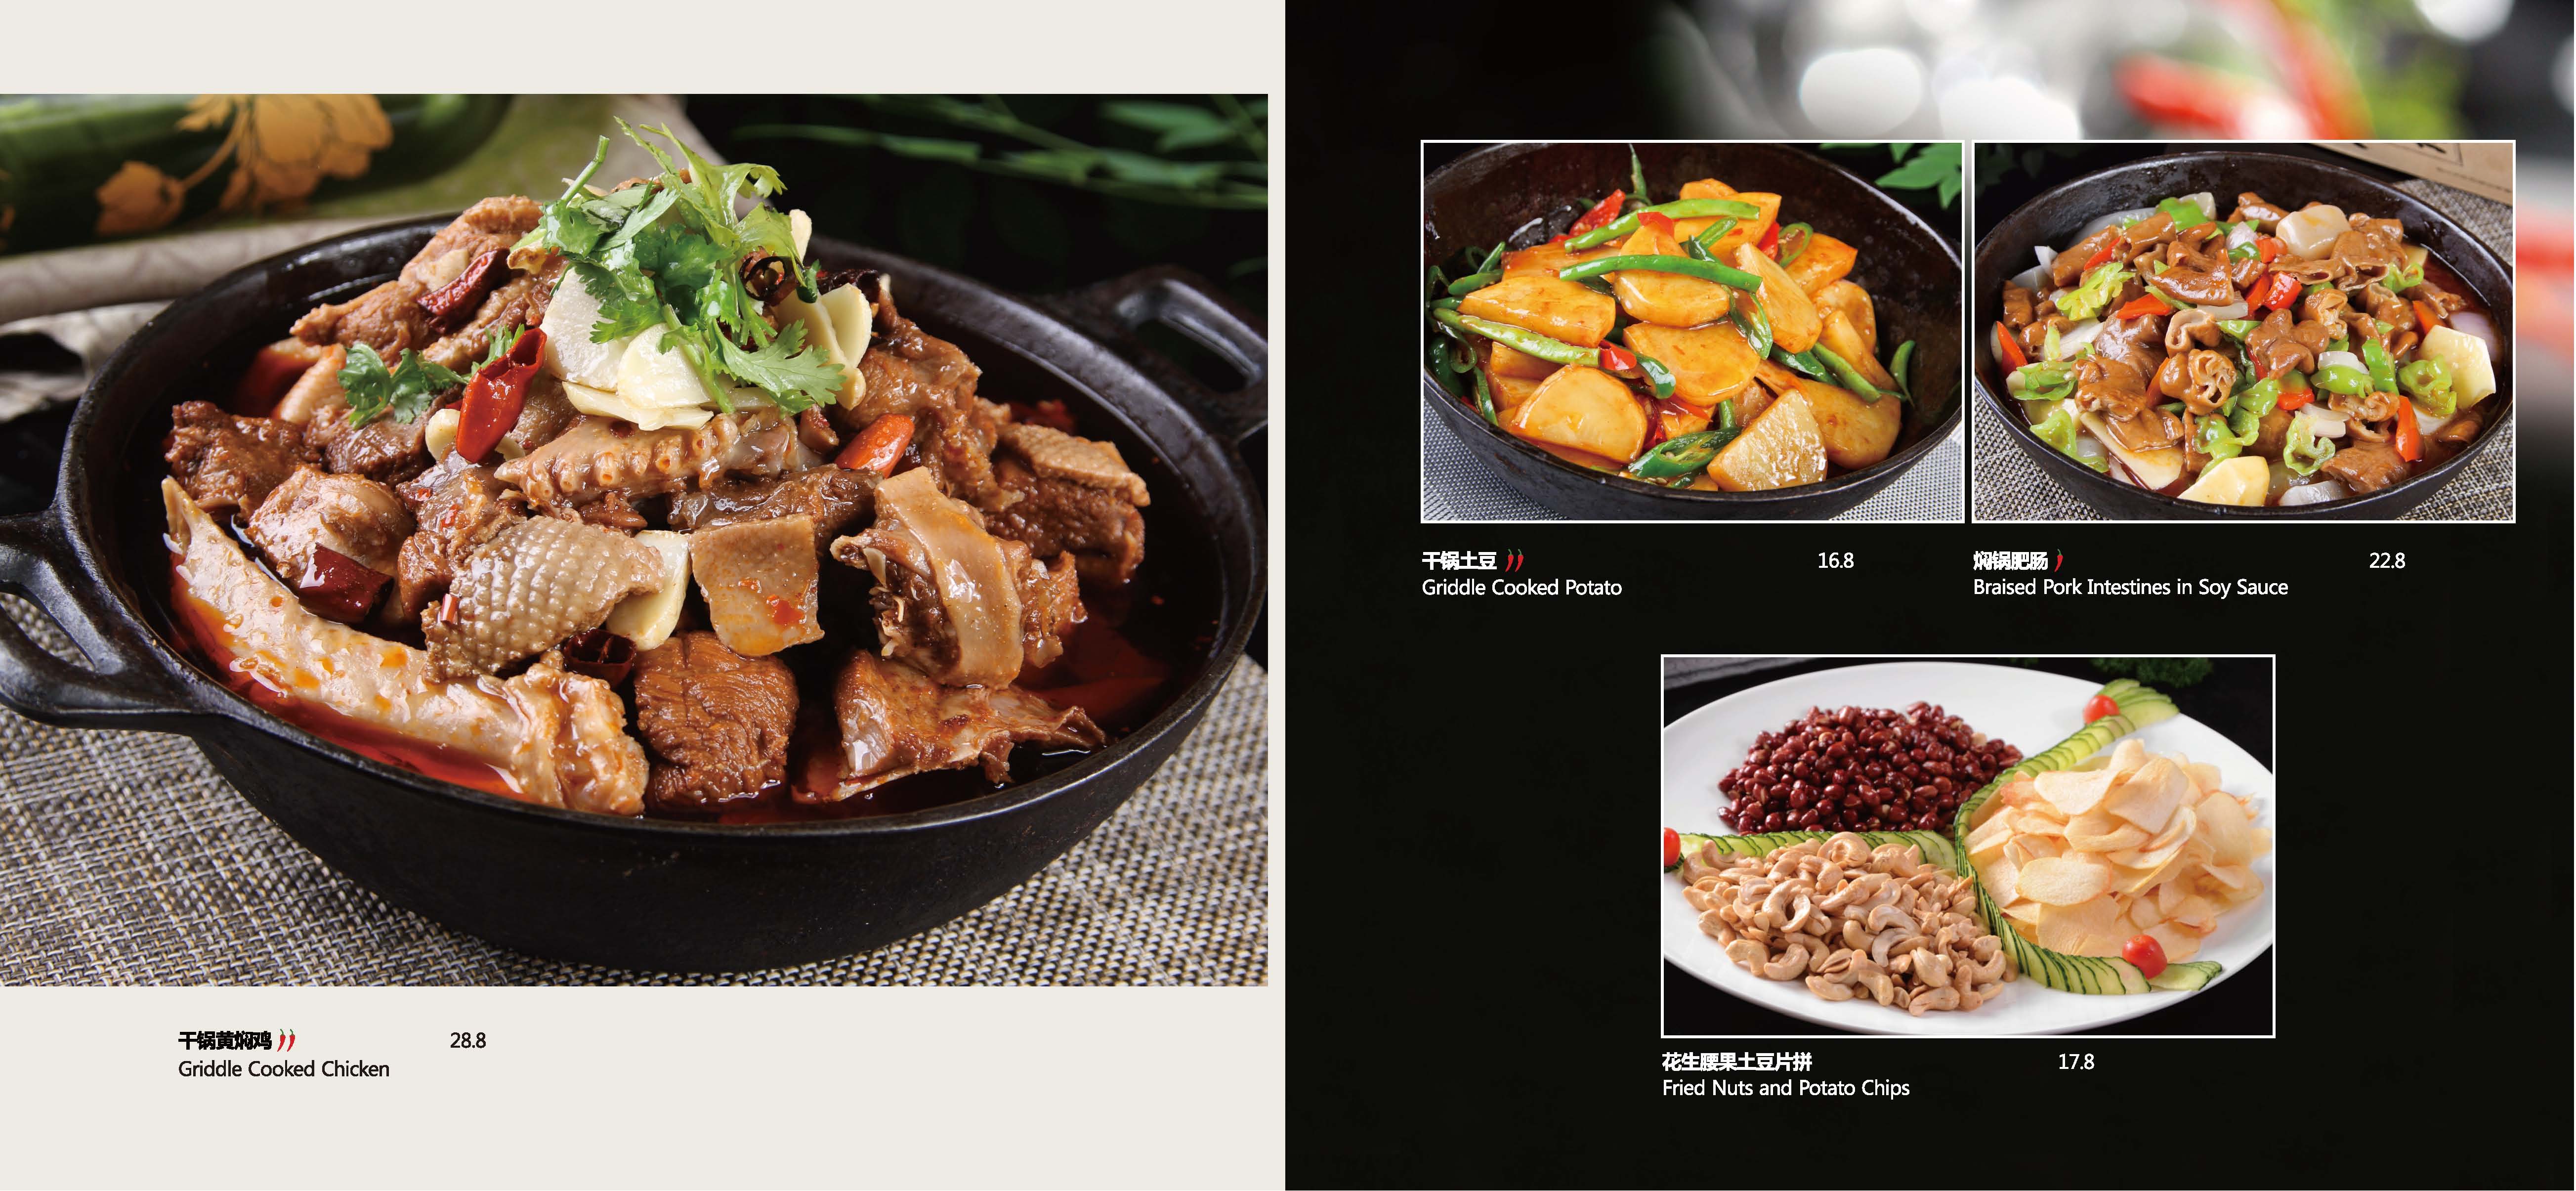 干锅黄焖鸡 28.8
Griddle Cooked Chicken
干锅土豆 16.8
Griddle Cooked Potato
焖锅肥肠 22.8
Braised Pork Intestines in Soy Sauce
花生腰果土豆片拼 17.8
Fried Nuts and Potato Chips